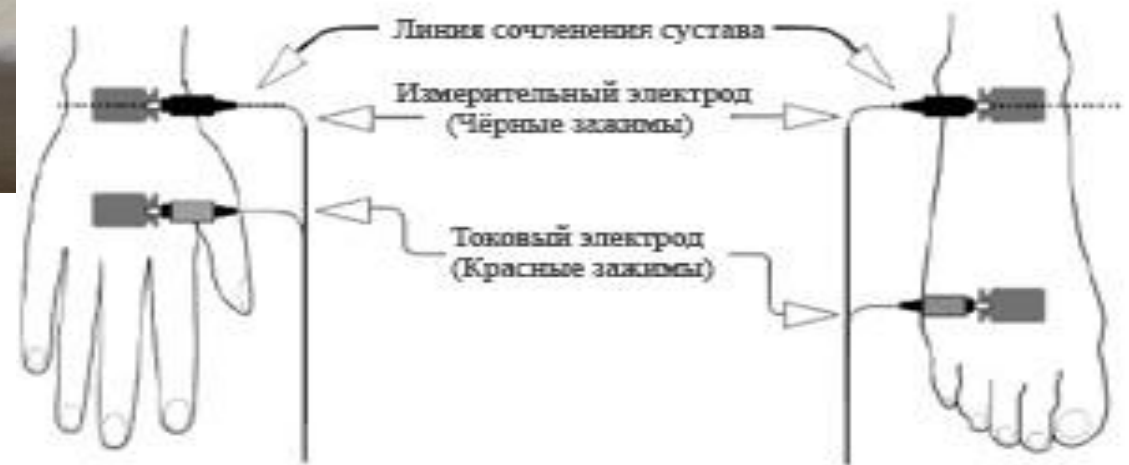 Линия сочленения сустава
Измерительный электрод
(Чёрные зажимы)
Токовый электрод
(Красные зажимы)